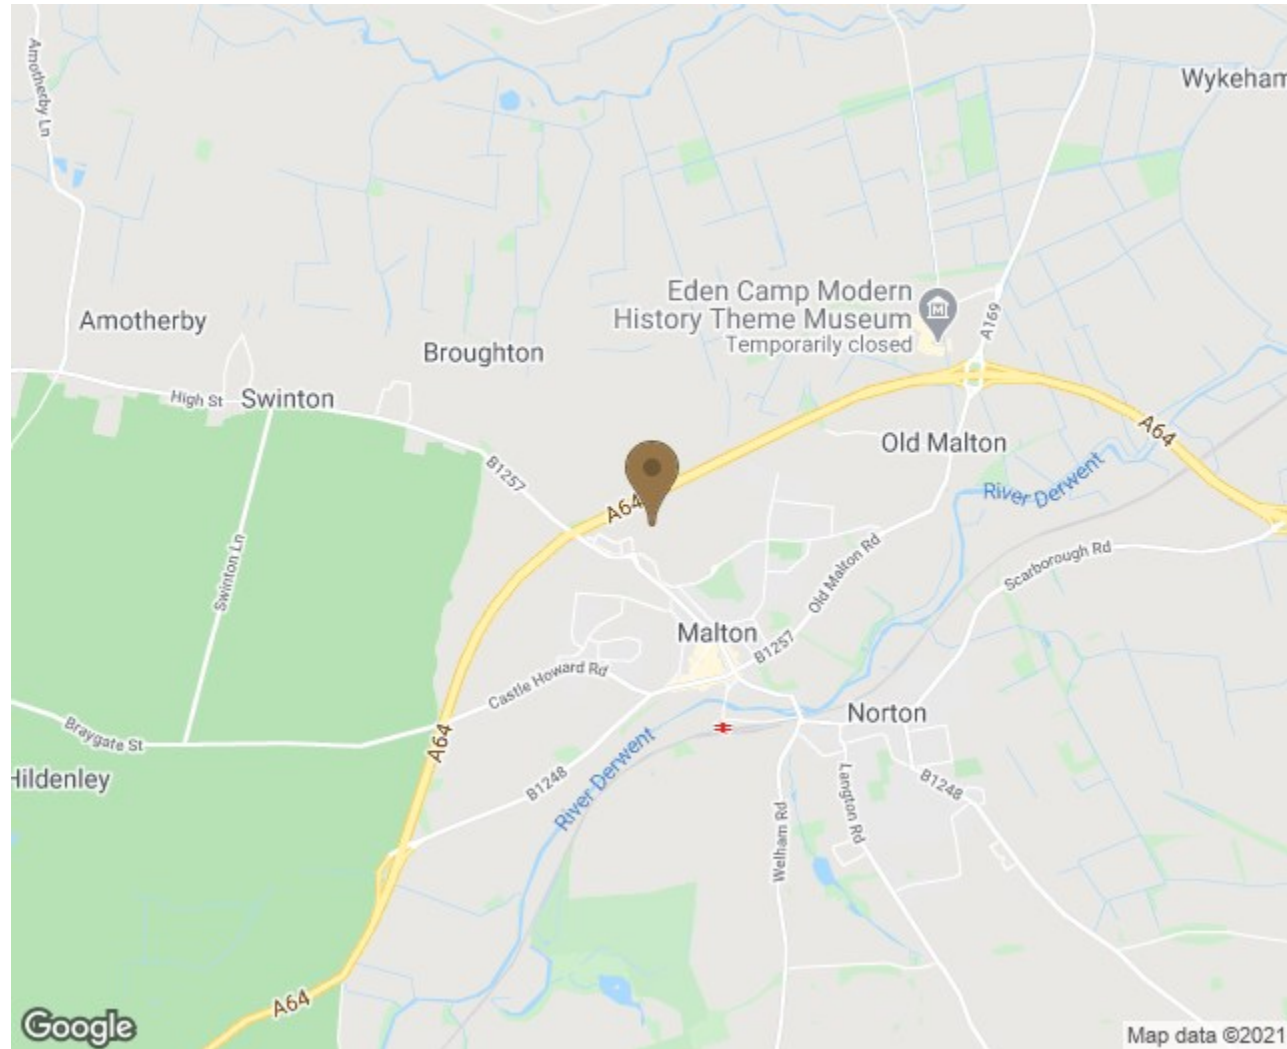 Amotherby Ln
Wykeham
Eden Camp Modern
History Theme Museum
Temporarily closed
A169
Amotherby
Broughton
High St
Swinton
A64
Old Malton
B1257
River Derwent
A64
Swinton Ln
Old Malton Rd
Scarborough Rd
Malton
B1257
Castle Howard Rd
Norton
Braygate St
A64
Hildenley
B1248
River Derwent
Langton Rd
B1248
Welham Rd
A64
Google
Map data ©2021